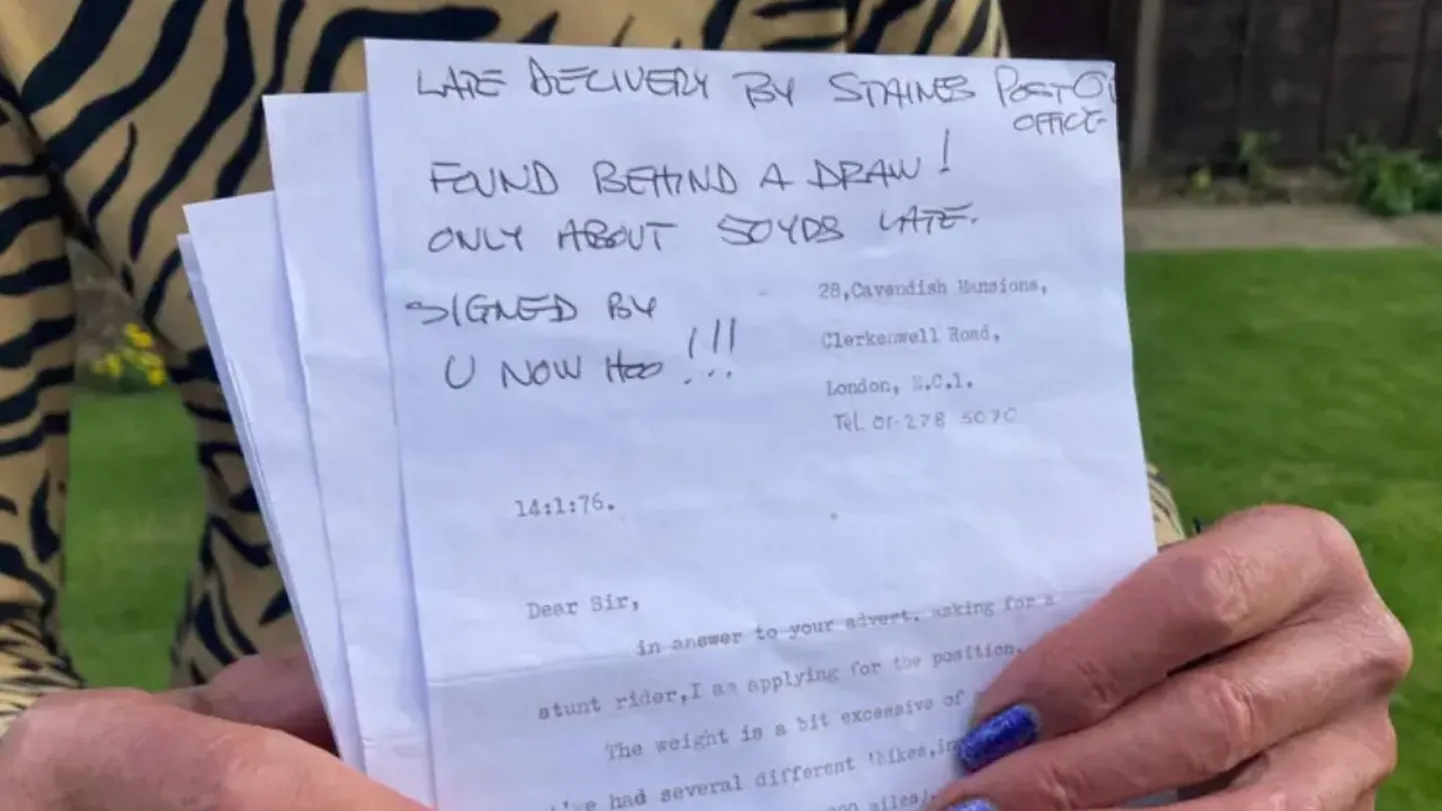 LATE DELIVERY BY STAINES POST O
OFFICE
FOUND BEHIND A DRAW!
ONLY ABOUT 50YDS LATE.
SIGNED BY
U NOW HOO !!!
28,Cavendish Mansions,
Clerkenwell Road,
London, E.C.1.
Tel. 01-278 5070
14:1:76.
Dear Sir,
in answer to your advert. asking for a
stunt rider,I am applying for the position.
The weight is a bit excessive of
I've had several different 'bikes,in
miles